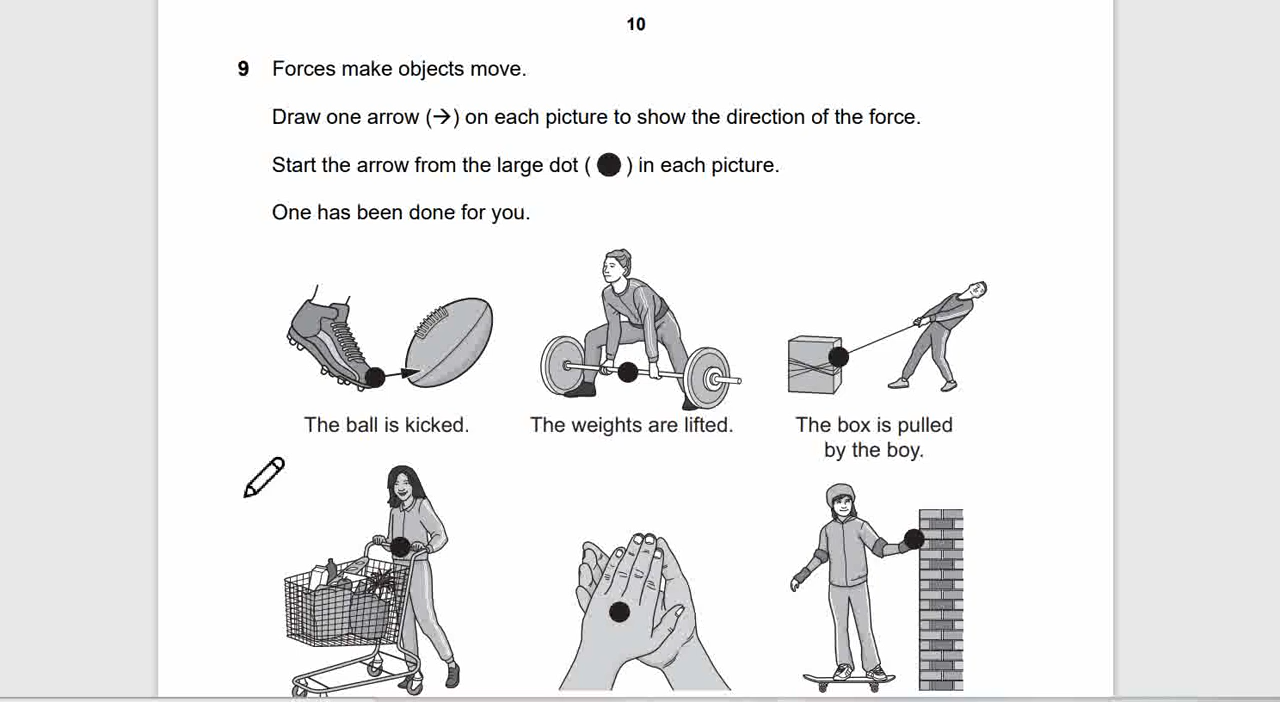 10
9 Forces make objects move.
Draw one arrow (→) on each picture to show the direction of the force.
Start the arrow from the large dot ( ● ) in each picture.
One has been done for you.
The ball is kicked.
The weights are lifted.
The box is pulled
by the boy.